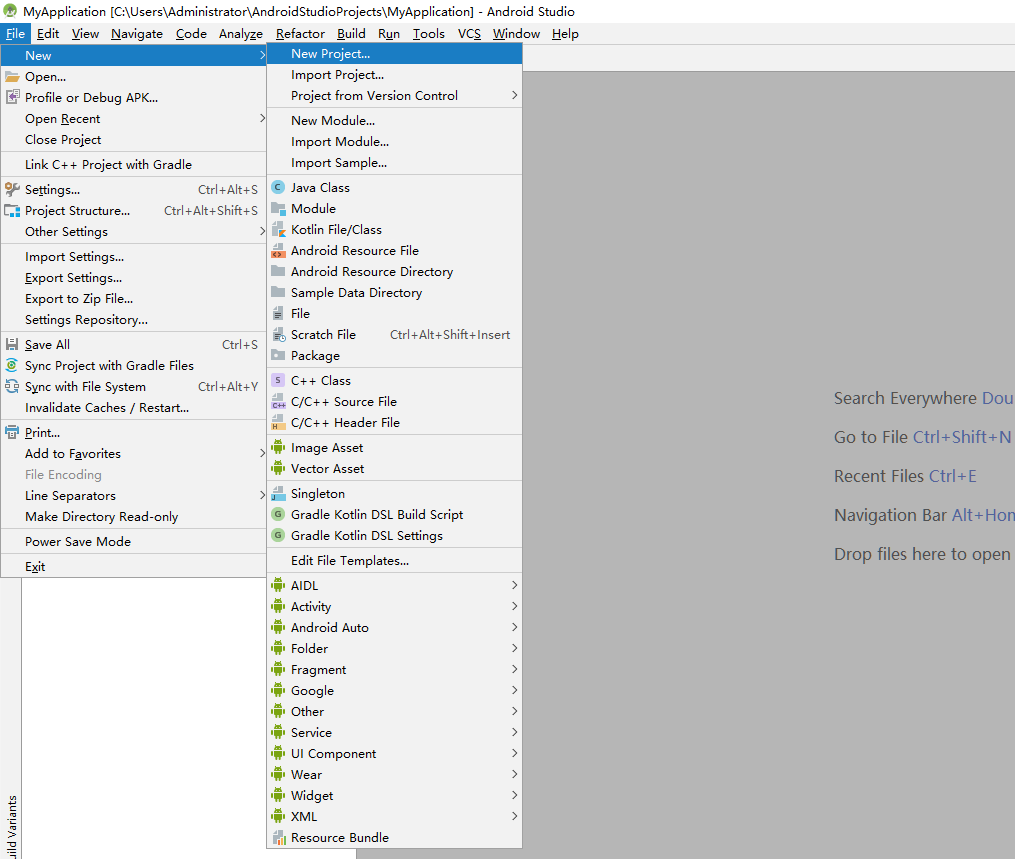 MyApplication [C:\Users\Administrator\AndroidStudioProjects\MyApplication] - Android Studio
File Edit View Navigate Code Analyze Refactor Build Run Tools VCS Window Help
New
Open...
Profile or Debug APK...
Open Recent
Close Project
Link C++ Project with Gradle
Settings... Ctrl+Alt+S
Project Structure... Ctrl+Alt+Shift+S
Other Settings
Import Settings...
Export Settings...
Export to Zip File...
Settings Repository...
Save All Ctrl+S
Sync Project with Gradle Files
Sync with File System Ctrl+Alt+Y
Invalidate Caches / Restart...
Print...
Add to Favorites
File Encoding
Line Separators
Make Directory Read-only
Power Save Mode
Exit
New Project...
Import Project...
Project from Version Control
New Module...
Import Module...
Import Sample...
C Java Class
Module
Kotlin File/Class
Android Resource File
Android Resource Directory
Sample Data Directory
File
Scratch File Ctrl+Alt+Shift+Insert
Package
S C++ Class
C++ C/C++ Source File
H C/C++ Header File
Image Asset
Vector Asset
J Singleton
G Gradle Kotlin DSL Build Script
G Gradle Kotlin DSL Settings
Edit File Templates...
AIDL
Activity
Android Auto
Folder
Fragment
Google
Other
Service
UI Component
Wear
Widget
XML
Resource Bundle
Search Everywhere Dou
Go to File Ctrl+Shift+N
Recent Files Ctrl+E
Navigation Bar Alt+Hom
Drop files here to open
uild Variants